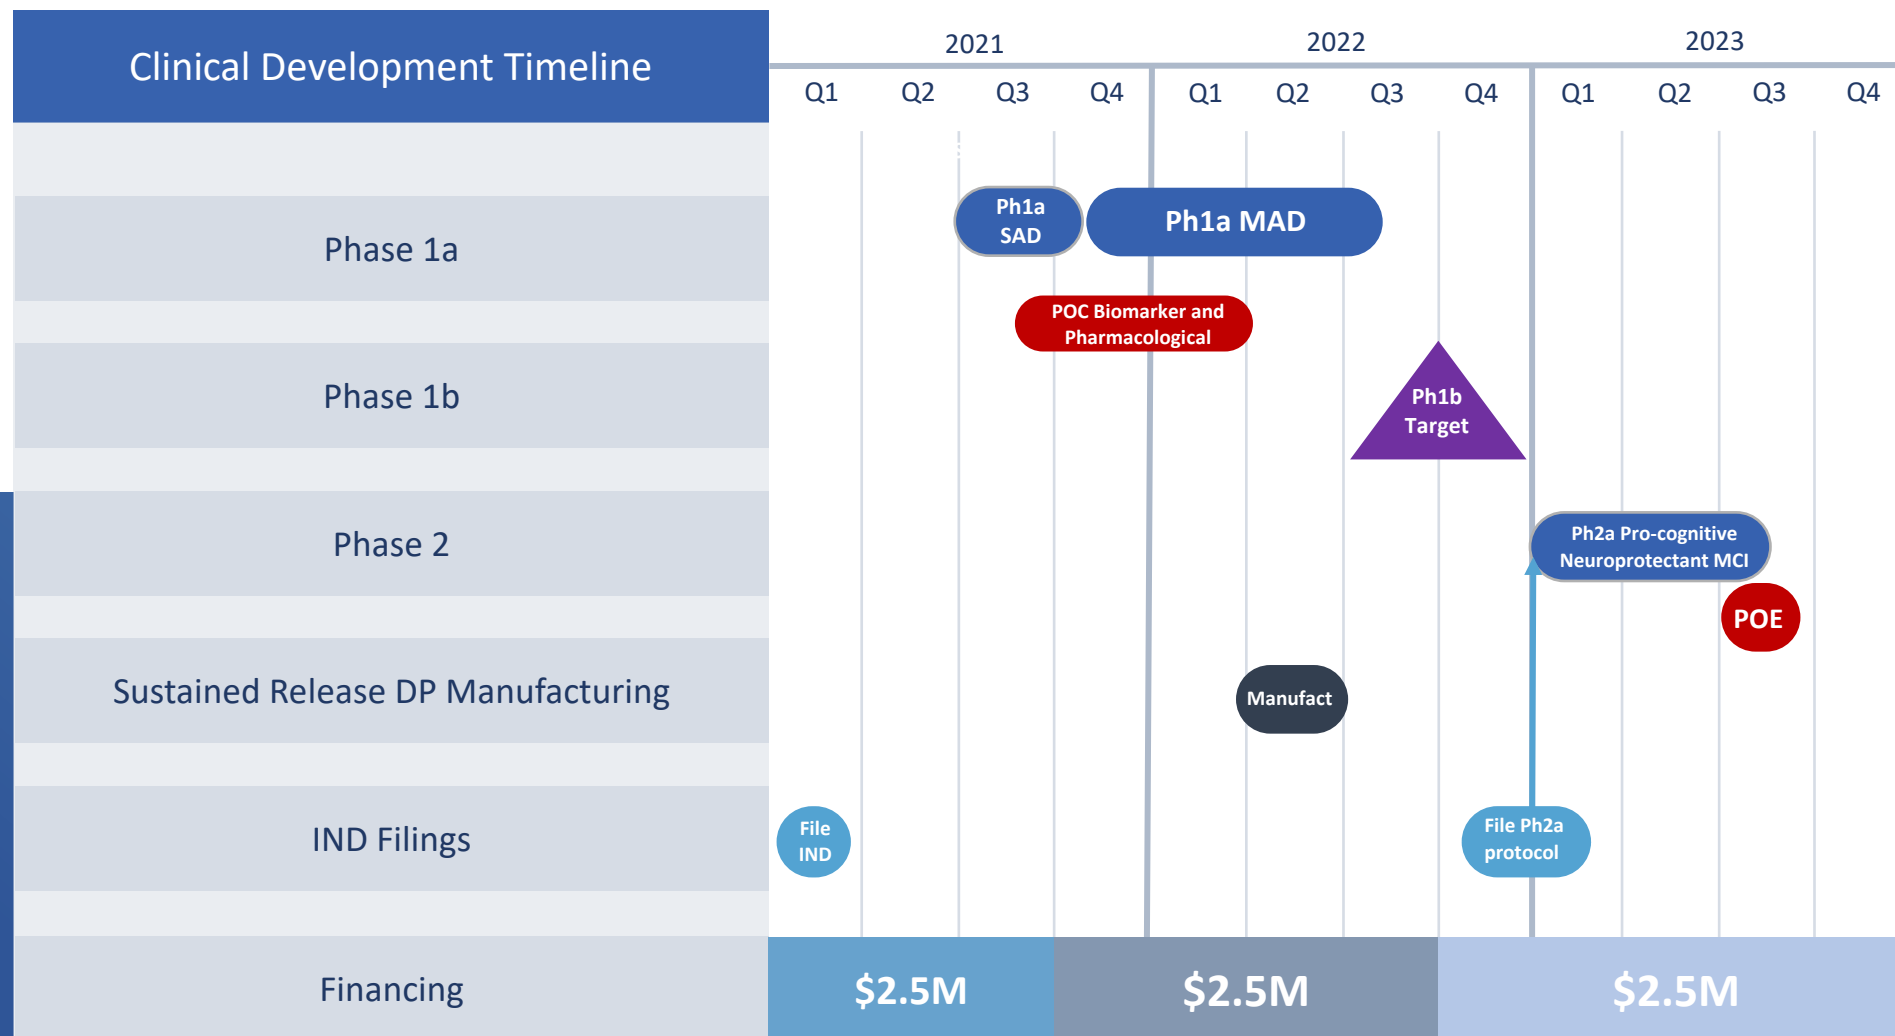 Clinical Development Timeline
2021
2022
2023
Q1
Q2
Q3
Q4
Q1
Q2
Q3
Q4
Q1
Q2
Q3
Q4
Phase 1a
Ph1a
SAD
Ph1a MAD
POC Biomarker and
Pharmacological
Phase 1b
Ph1b
Target
Phase 2
Ph2a Pro-cognitive
Neuroprotectant MCI
POE
Sustained Release DP Manufacturing
Manufact
IND Filings
File
IND
File Ph2a
protocol
Financing
$2.5M
$2.5M
$2.5M